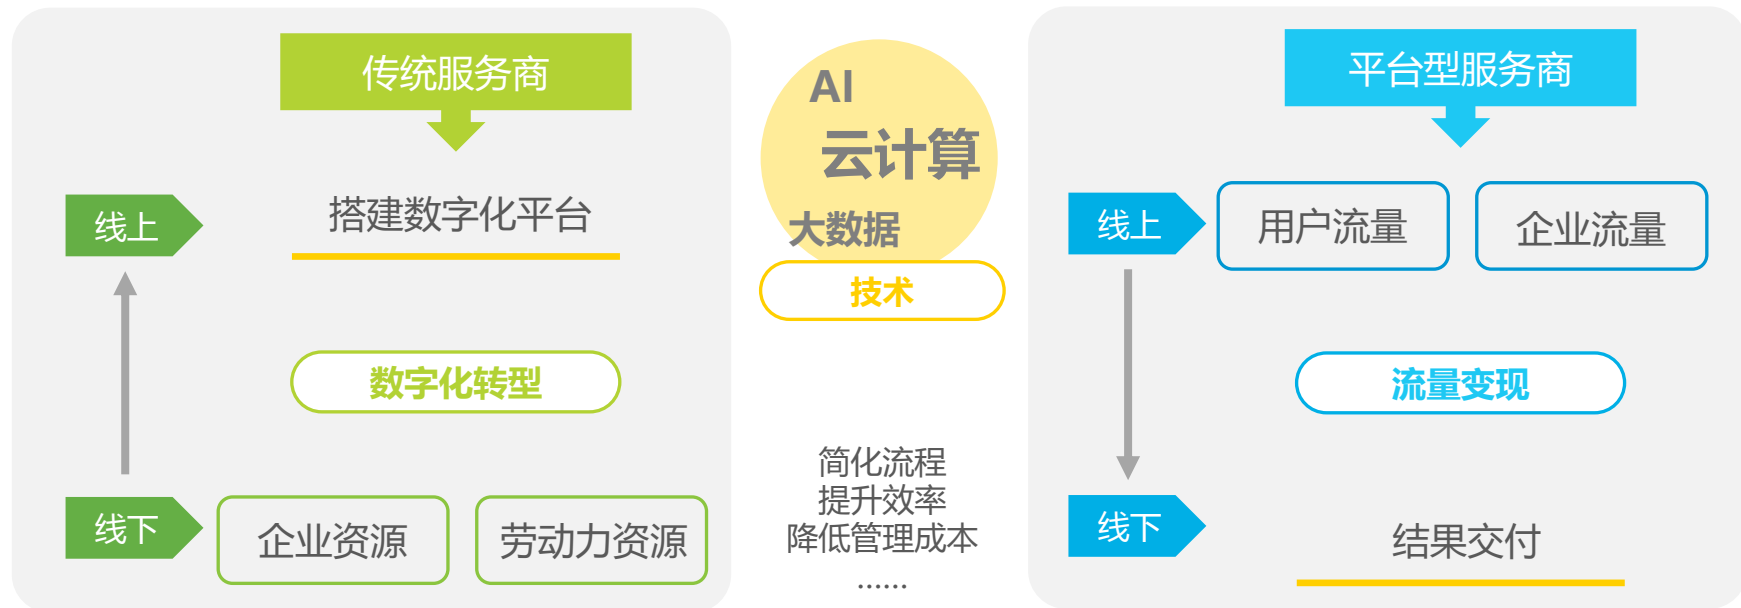 传统服务商
线上
搭建数字化平台
数字化转型
线下
企业资源
劳动力资源
AI
云计算
大数据
技术
简化流程
提升效率
降低管理成本
......
平台型服务商
线上
用户流量
企业流量
流量变现
线下
结果交付